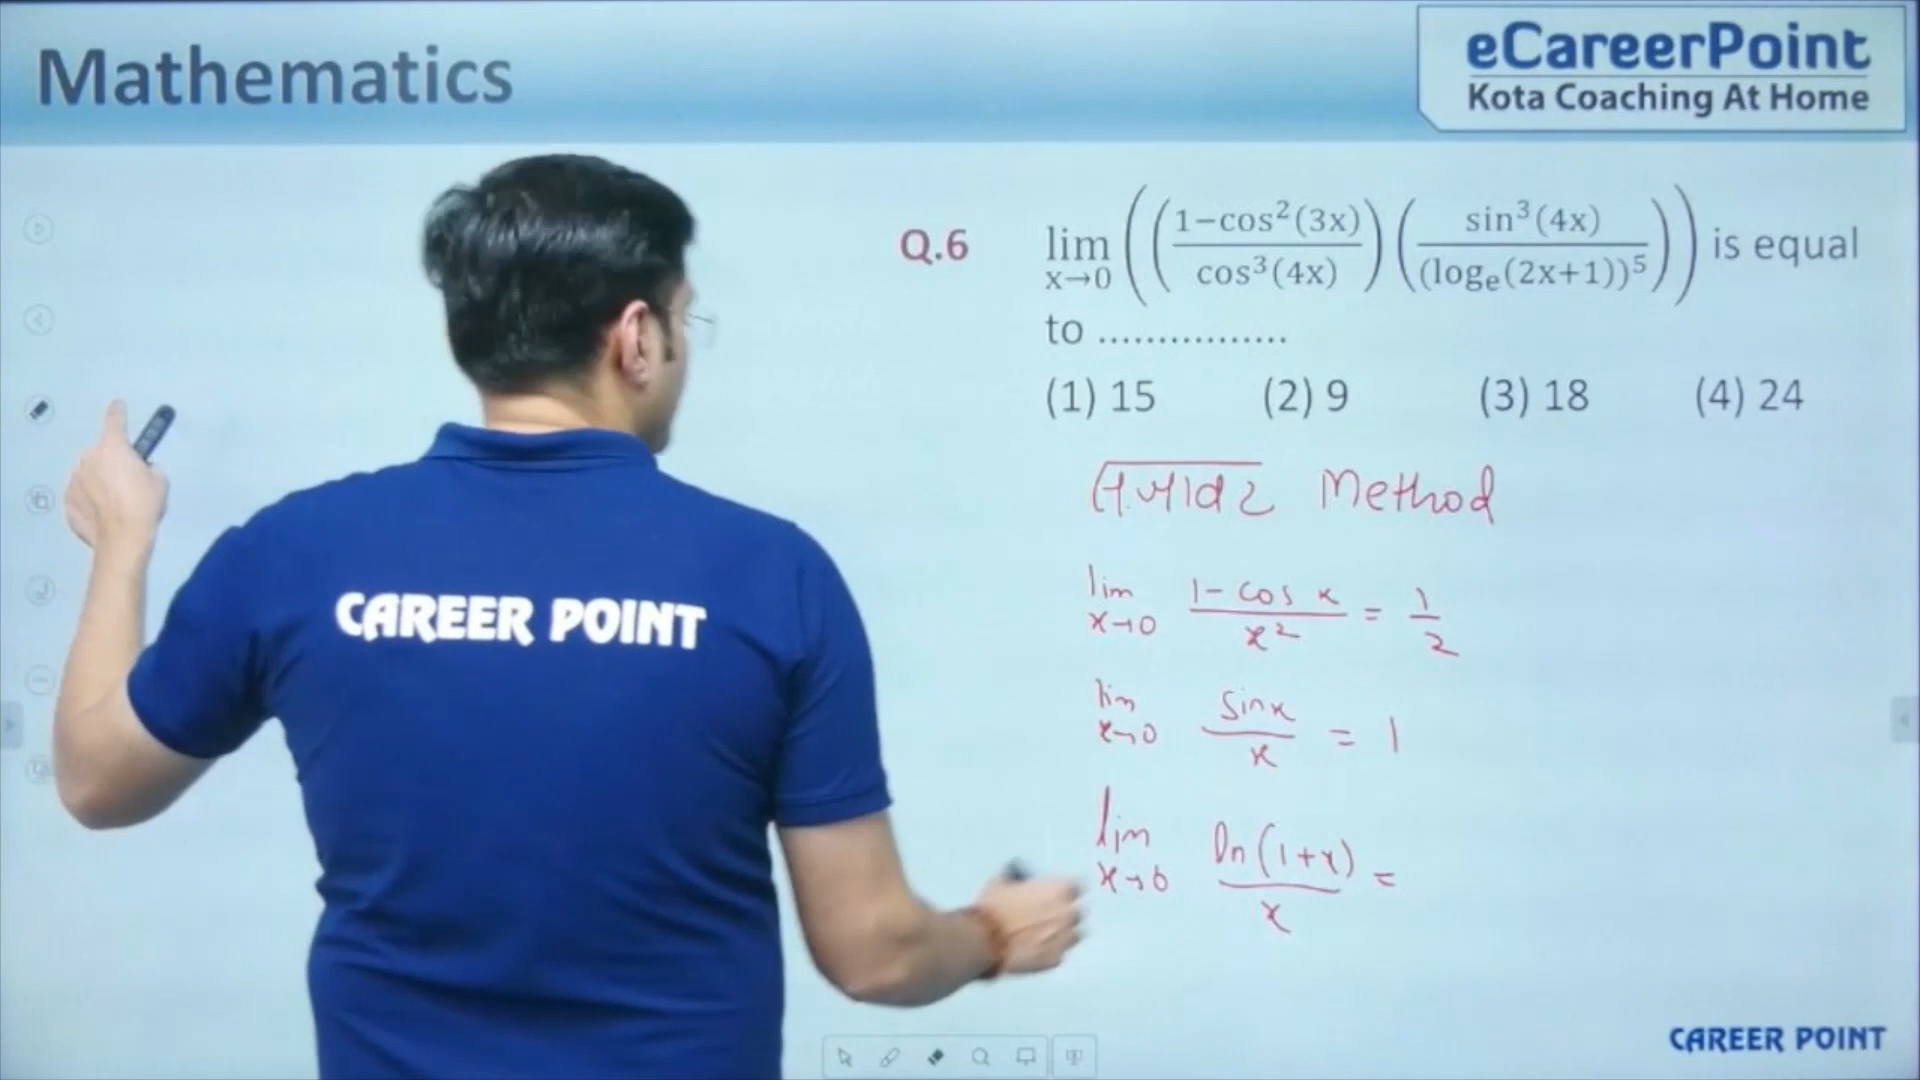 Mathematics
eCareerPoint
Kota Coaching At Home
Q.6 lim x→0 ((1−cos²(3x)/cos³(4x))(sin³(4x)/(logₑ(2x+1))⁵)) is equal
to ................
(1) 15 (2) 9 (3) 18 (4) 24
Method
lim x→0 1-cos x/x² = 1/2
lim x→0 sinx/x = 1
lim x→0 ln(1+x)/x =
CAREER POINT
CAREER POINT